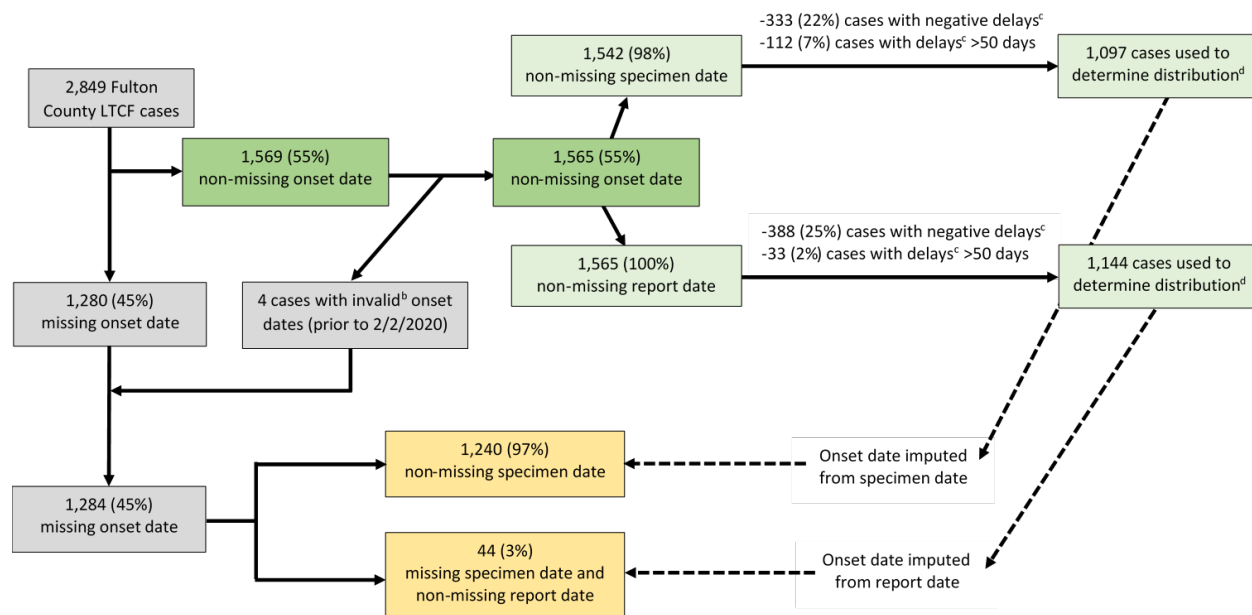 2,849 Fulton
County LTCF cases
1,569 (55%)
non-missing onset date
1,565 (55%)
non-missing onset date
1,542 (98%)
non-missing specimen date
-333 (22%) cases with negative delaysᶜ
-112 (7%) cases with delaysᶜ >50 days
1,097 cases used to
determine distributionᵈ
1,565 (100%)
non-missing report date
-388 (25%) cases with negative delaysᶜ
-33 (2%) cases with delaysᶜ >50 days
1,144 cases used to
determine distributionᵈ
1,280 (45%)
missing onset date
4 cases with invalidᵇ onset
dates (prior to 2/2/2020)
1,284 (45%)
missing onset date
1,240 (97%)
non-missing specimen date
Onset date imputed
from specimen date
44 (3%)
missing specimen date and
non-missing report date
Onset date imputed
from report date